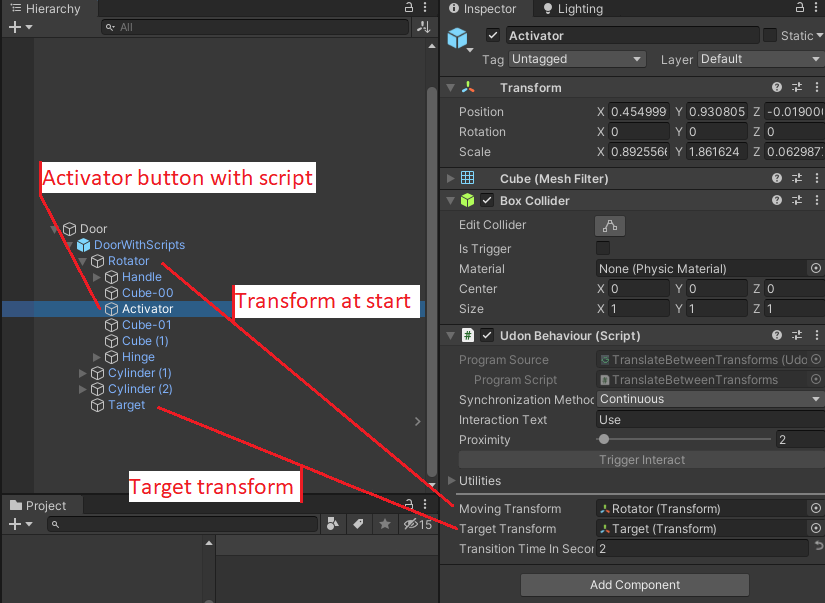 Hierarchy
All
Activator button with script
Door
DoorWithScripts
Rotator
Handle
Cube-00
Activator
Cube-01
Cube (1)
Hinge
Cylinder (1)
Cylinder (2)
Target
Transform at start
Target transform
Project
15
Inspector
Lighting
Activator
Static
Tag Untagged Layer Default
Transform
Position X 0.454999 Y 0.930805 Z -0.01900
Rotation X 0 Y 0 Z 0
Scale X 0.8925566 Y 1.861624 Z 0.062987
Cube (Mesh Filter)
Box Collider
Edit Collider
Is Trigger
Material None (Physic Material)
Center X 0 Y 0 Z 0
Size X 1 Y 1 Z 1
# Udon Behaviour (Script)
Program Source TranslateBetweenTransforms (Udo
Program Script TranslateBetweenTransforms
Synchronization Method Continuous
Interaction Text Use
Proximity 2
Trigger Interact
Utilities
Moving Transform Rotator (Transform)
Target Transform Target (Transform)
Transition Time In Secon 2
Add Component